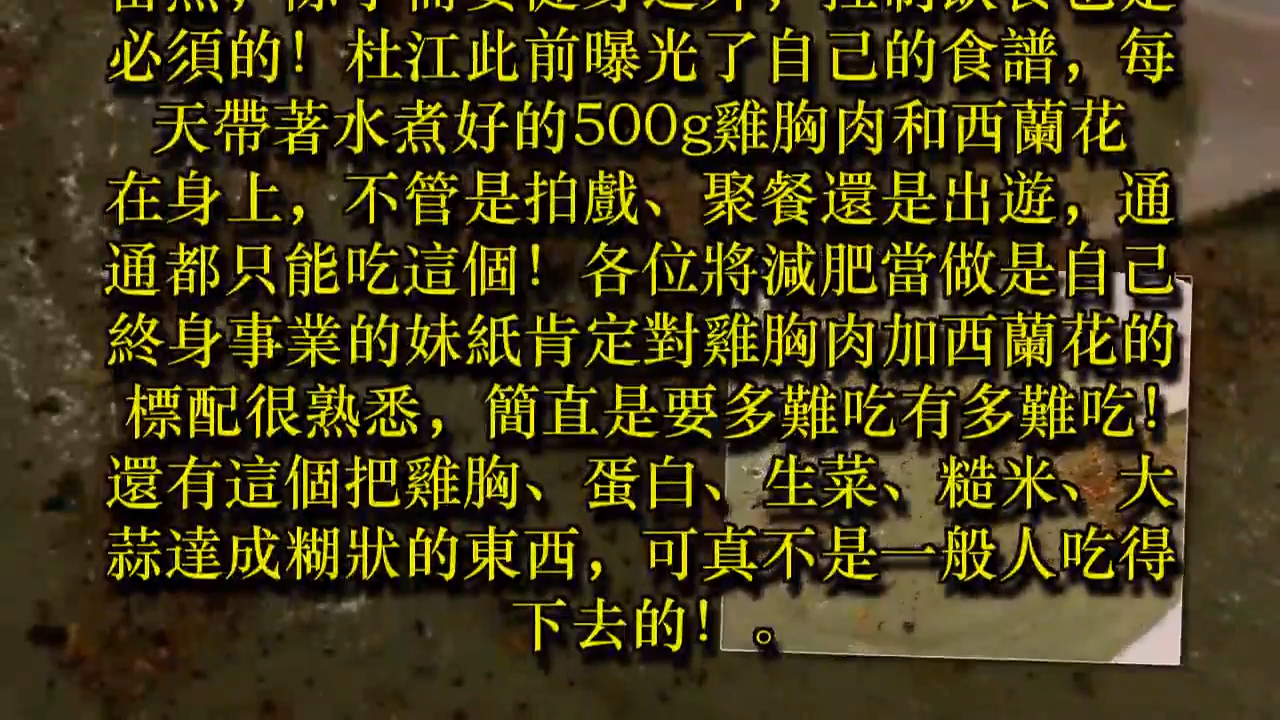 必須的！杜江此前曝光了自己的食譜，每
天帶著水煮好的500g雞胸肉和西蘭花
在身上，不管是拍戲、聚餐還是出遊，通
通都只能吃這個！各位將減肥當做是自己
終身事業的妹紙肯定對雞胸肉加西蘭花的
標配很熟悉，簡直是要多難吃有多難吃！
還有這個把雞胸、蛋白、生菜、糙米、大
蒜達成糊狀的東西，可真不是一般人吃得
下去的！。